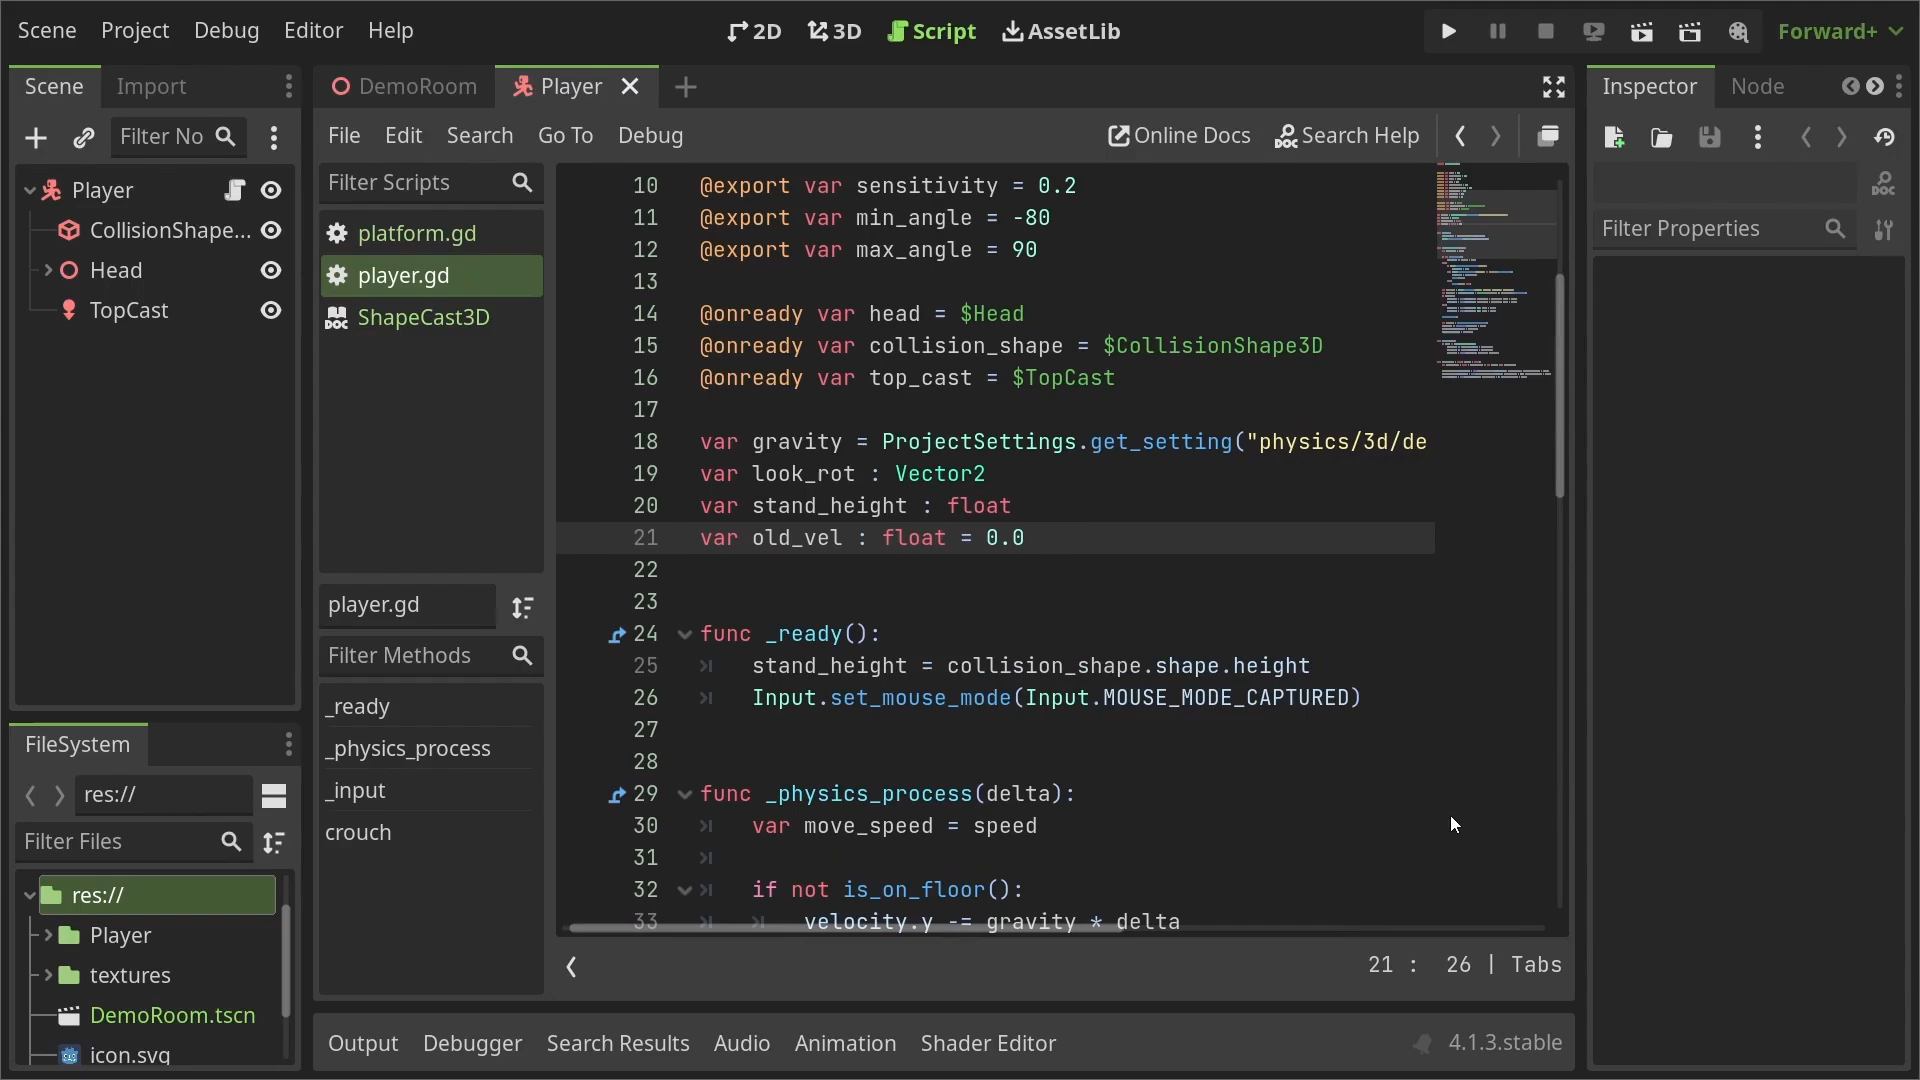 Scene Project Debug Editor Help
2D 3D Script AssetLib
Forward+
Scene Import
DemoRoom Player
Inspector Node
Filter No
File Edit Search Go To Debug
Online Docs Search Help
Player
CollisionShape...
Head
TopCast
Filter Scripts
platform.gd
player.gd
ShapeCast3D
player.gd
Filter Methods
_ready
_physics_process
_input
crouch
10 @export var sensitivity = 0.2
11 @export var min_angle = -80
12 @export var max_angle = 90
13
14 @onready var head = $Head
15 @onready var collision_shape = $CollisionShape3D
16 @onready var top_cast = $TopCast
17
18 var gravity = ProjectSettings.get_setting("physics/3d/de
19 var look_rot : Vector2
20 var stand_height : float
21 var old_vel : float = 0.0
22
23
24 func _ready():
25 stand_height = collision_shape.shape.height
26 Input.set_mouse_mode(Input.MOUSE_MODE_CAPTURED)
27
28
29 func _physics_process(delta):
30 var move_speed = speed
31
32 if not is_on_floor():
33 velocity.y -= gravity * delta
21 : 26 | Tabs
Filter Properties
FileSystem
res://
Filter Files
res://
Player
textures
DemoRoom.tscn
icon.svg
Output Debugger Search Results Audio Animation Shader Editor
4.1.3.stable